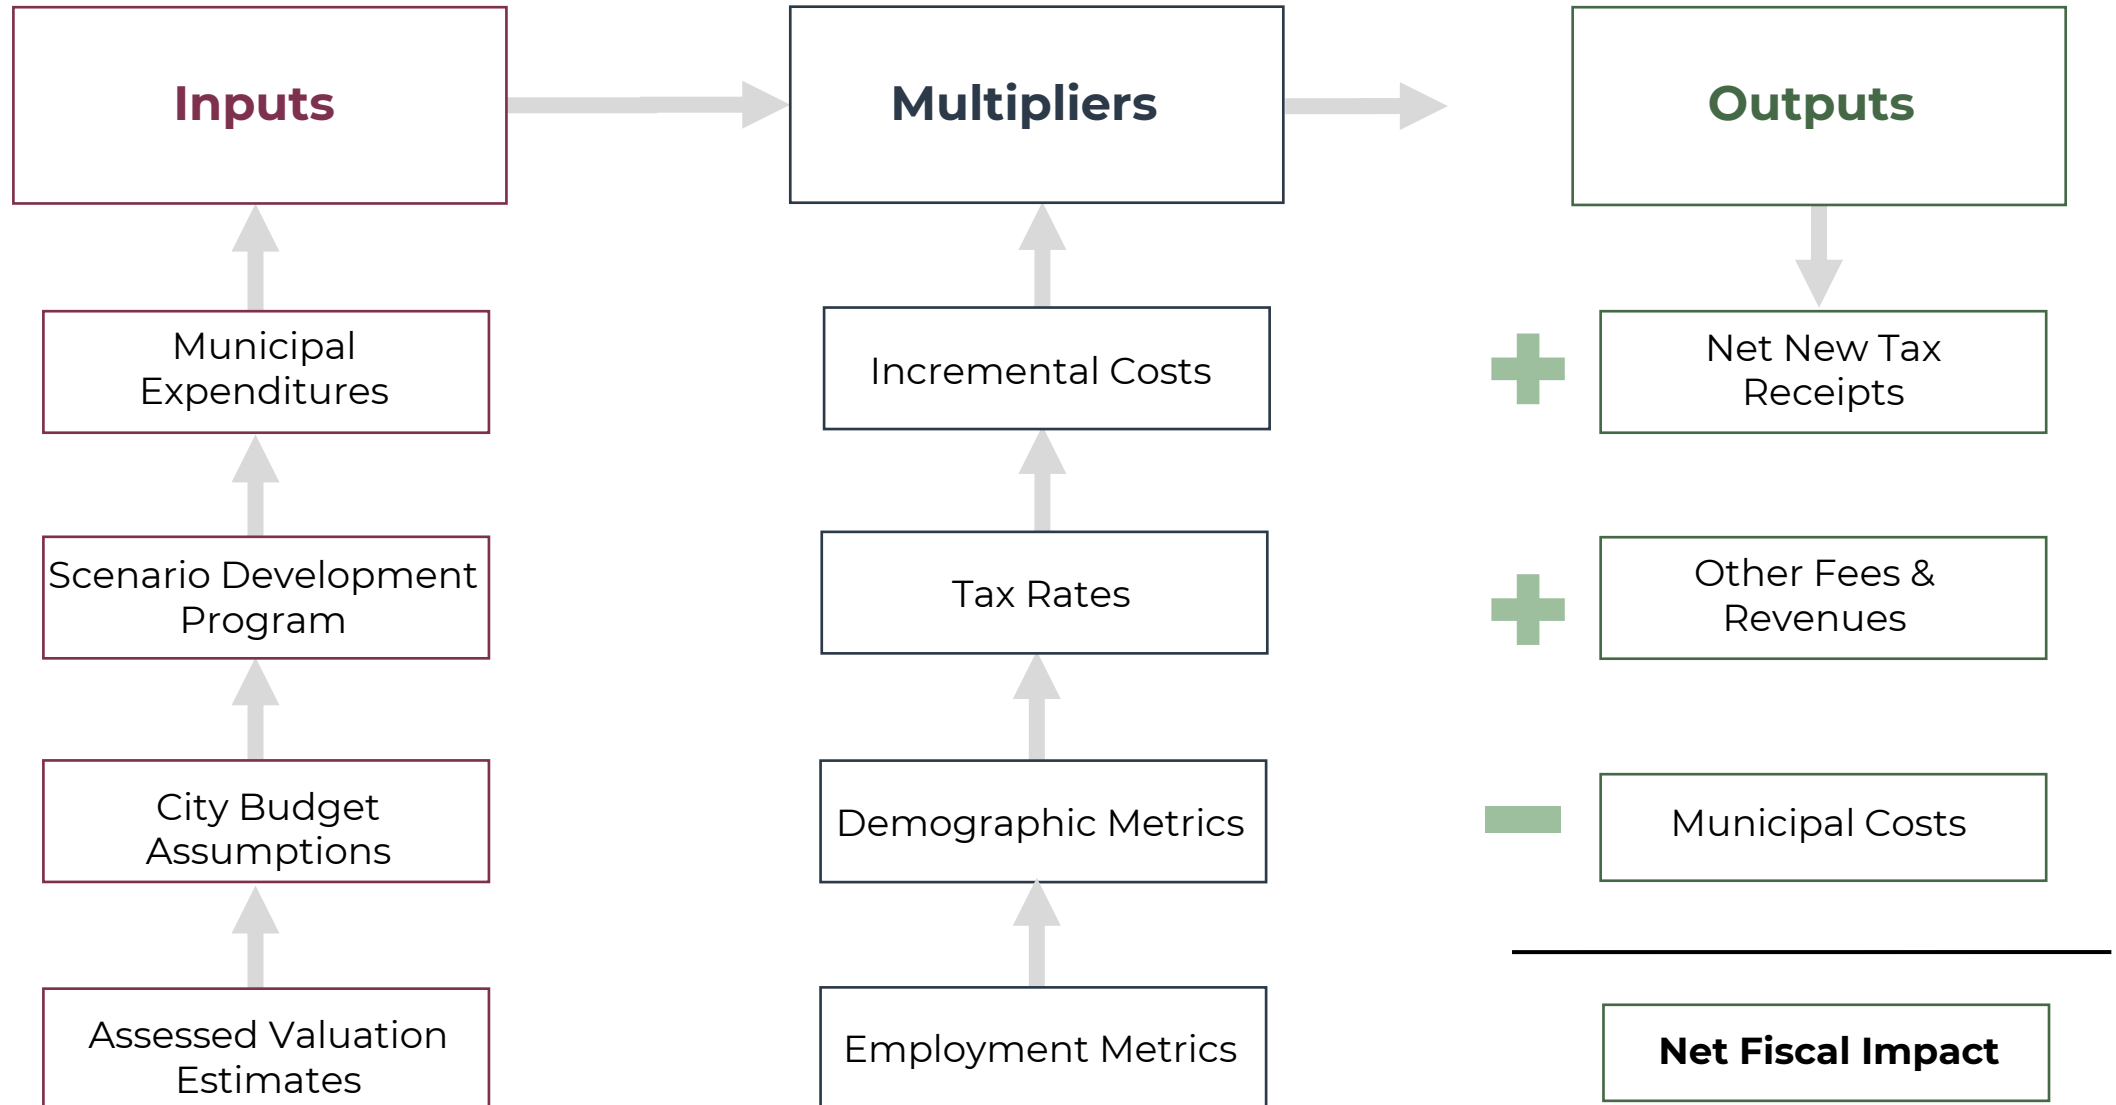 Inputs
Multipliers
Outputs
Municipal
Expenditures
Incremental Costs
Net New Tax
Receipts
Scenario Development
Program
Tax Rates
Other Fees &
Revenues
City Budget
Assumptions
Demographic Metrics
Municipal Costs
Assessed Valuation
Estimates
Employment Metrics
Net Fiscal Impact